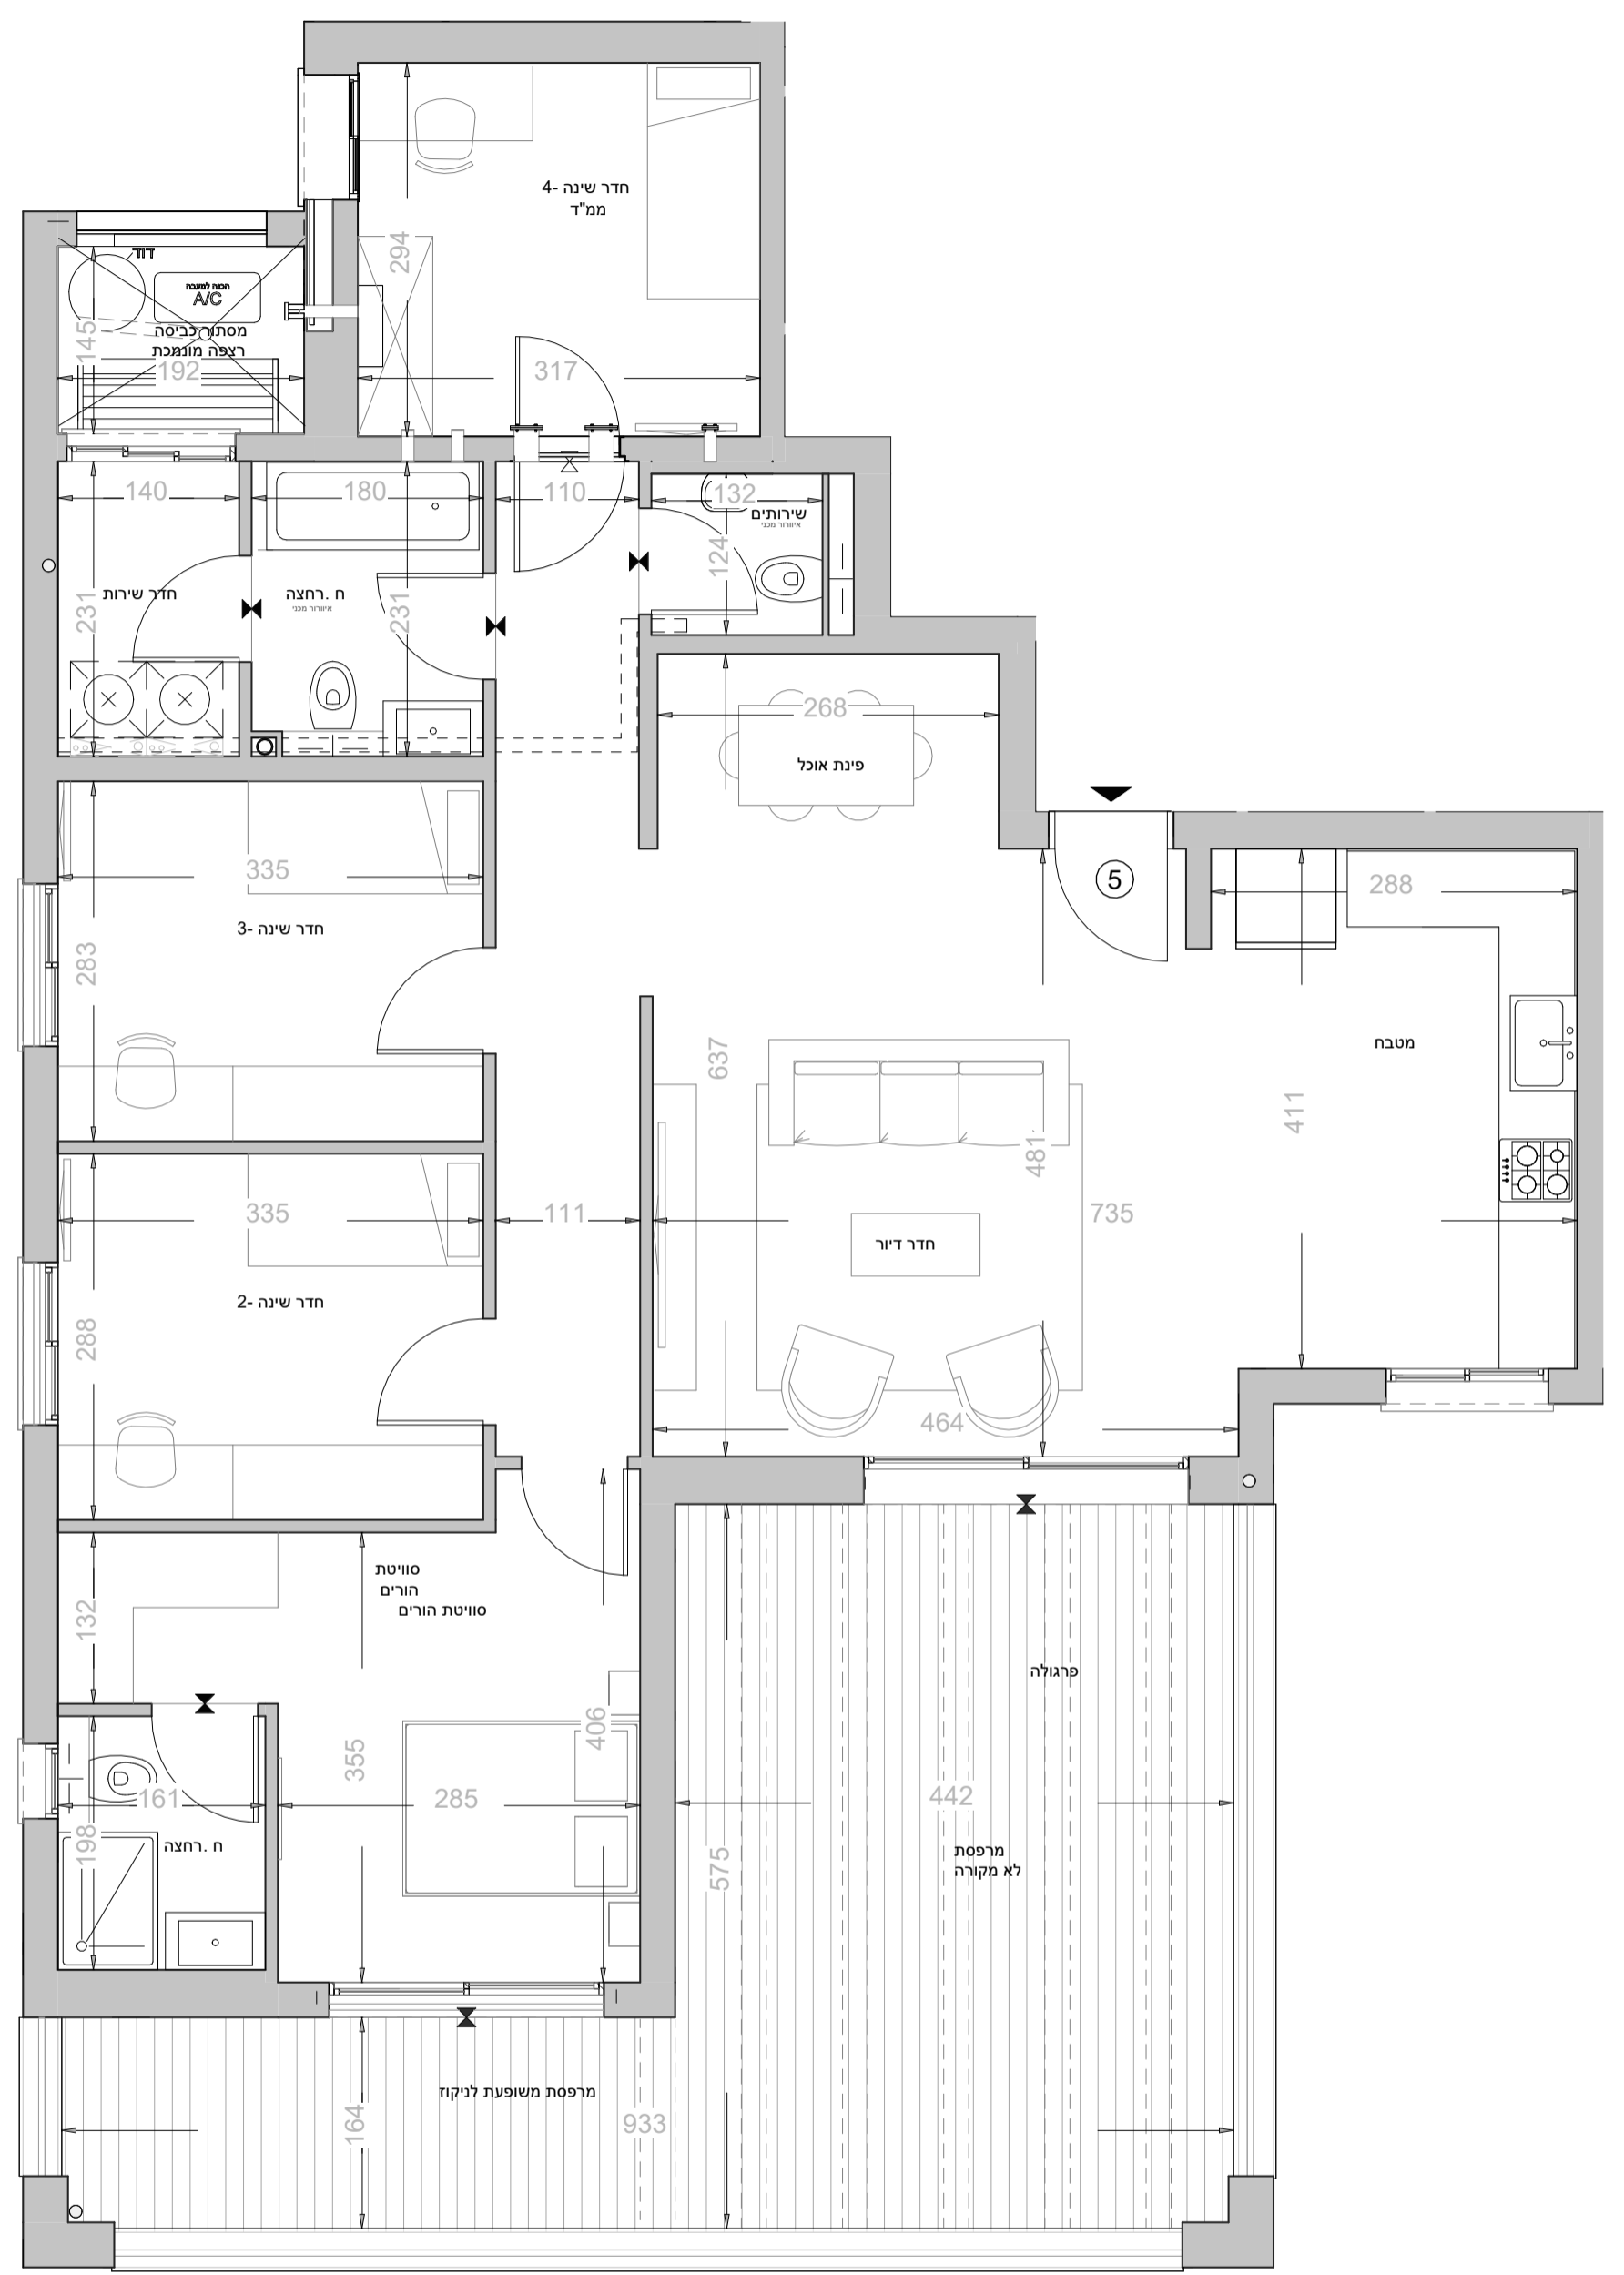 חדר שינה -4
ממ"ד
294
317
דוד
הכנה למעבה
A/C
מסתור כביסה
רצפה מונמכת
145
192
140
180
110
132
שירותים
איוורור מכני
124
חדר שירות
231
ח .רחצה
איוורור מכני
231
268
פינת אוכל
5
288
335
חדר שינה -3
283
637
481
411
מטבח
335
111
735
חדר דיור
חדר שינה -2
288
464
סוויטת
הורים
סוויטת הורים
132
פרגולה
406
355
161
285
442
198
ח .רחצה
575
מרפסת
לא מקורה
מרפסת משופעת לניקוז
164
933